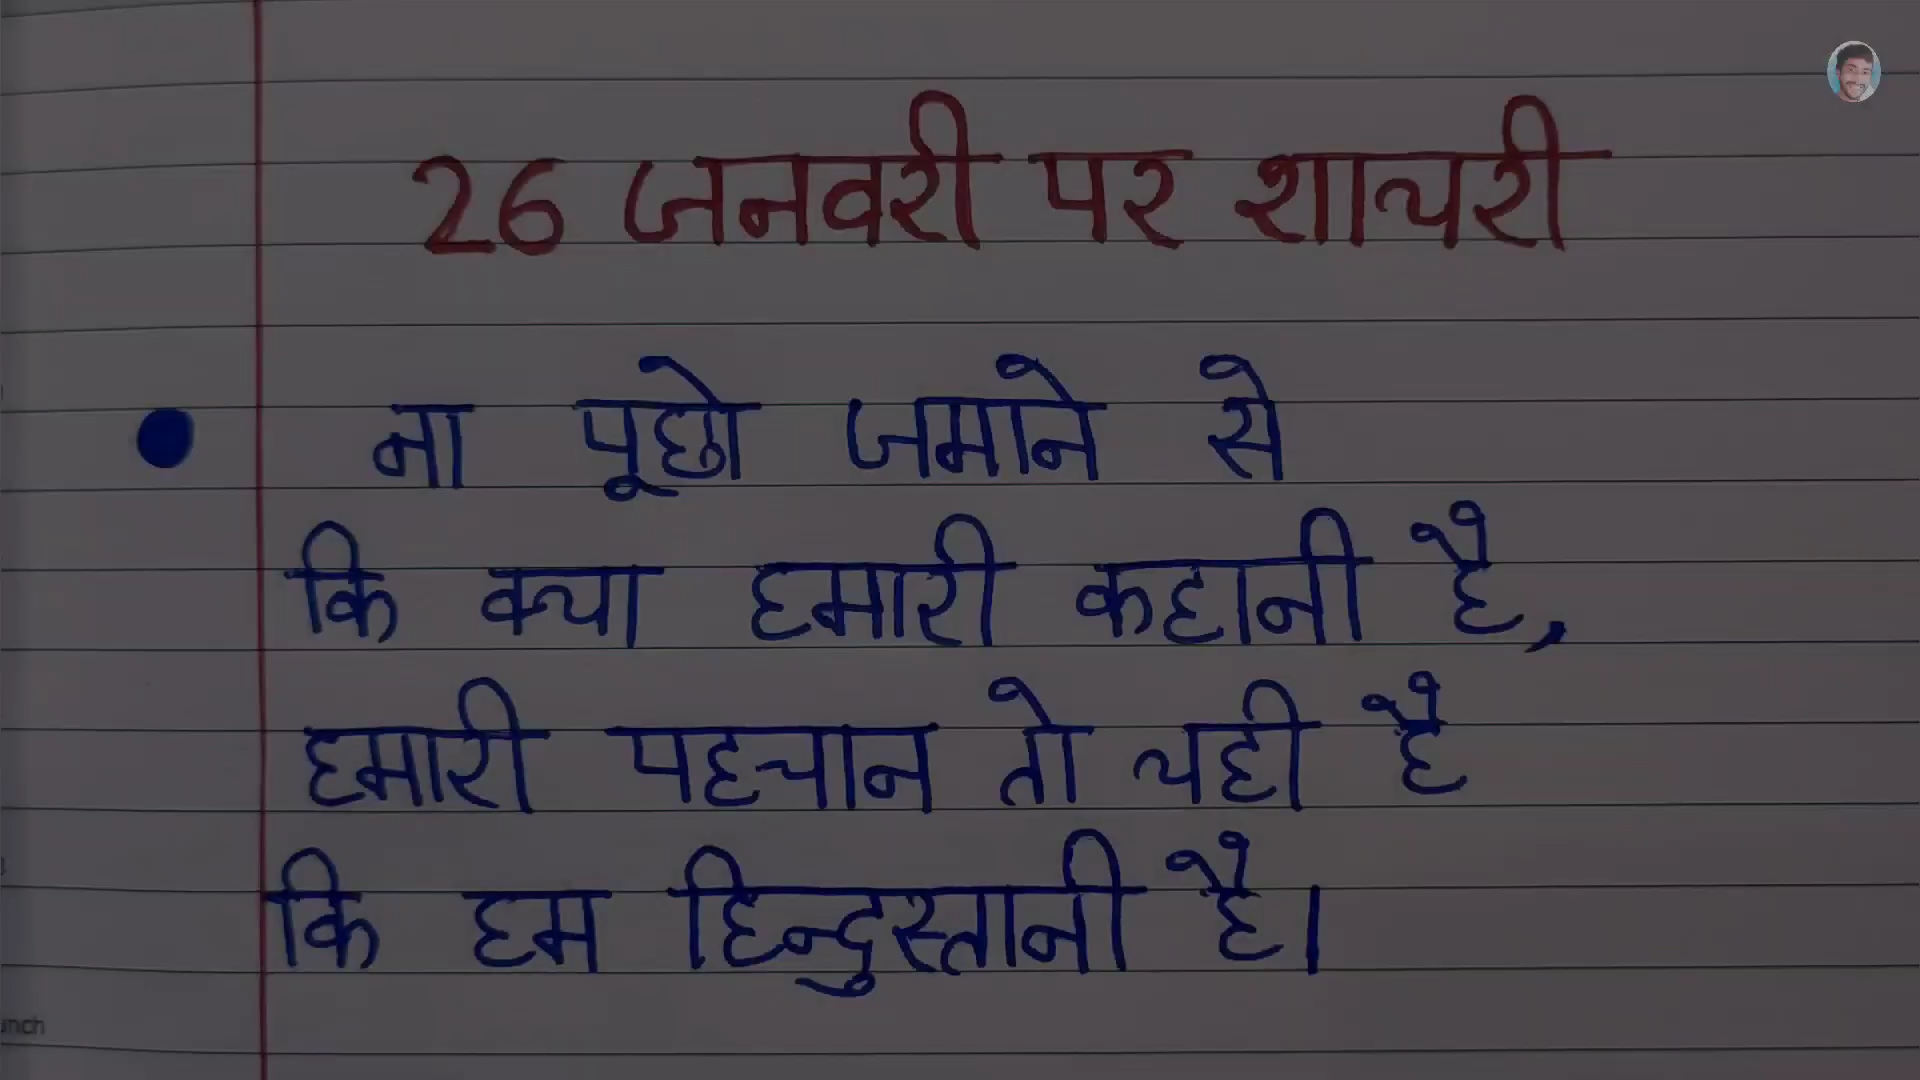 26 जनवरी पर शायरी
ना पूछो जमाने से
कि क्या हमारी कहानी है,
हमारी पहचान तो यही है
कि हम हिन्दुस्तानी है।